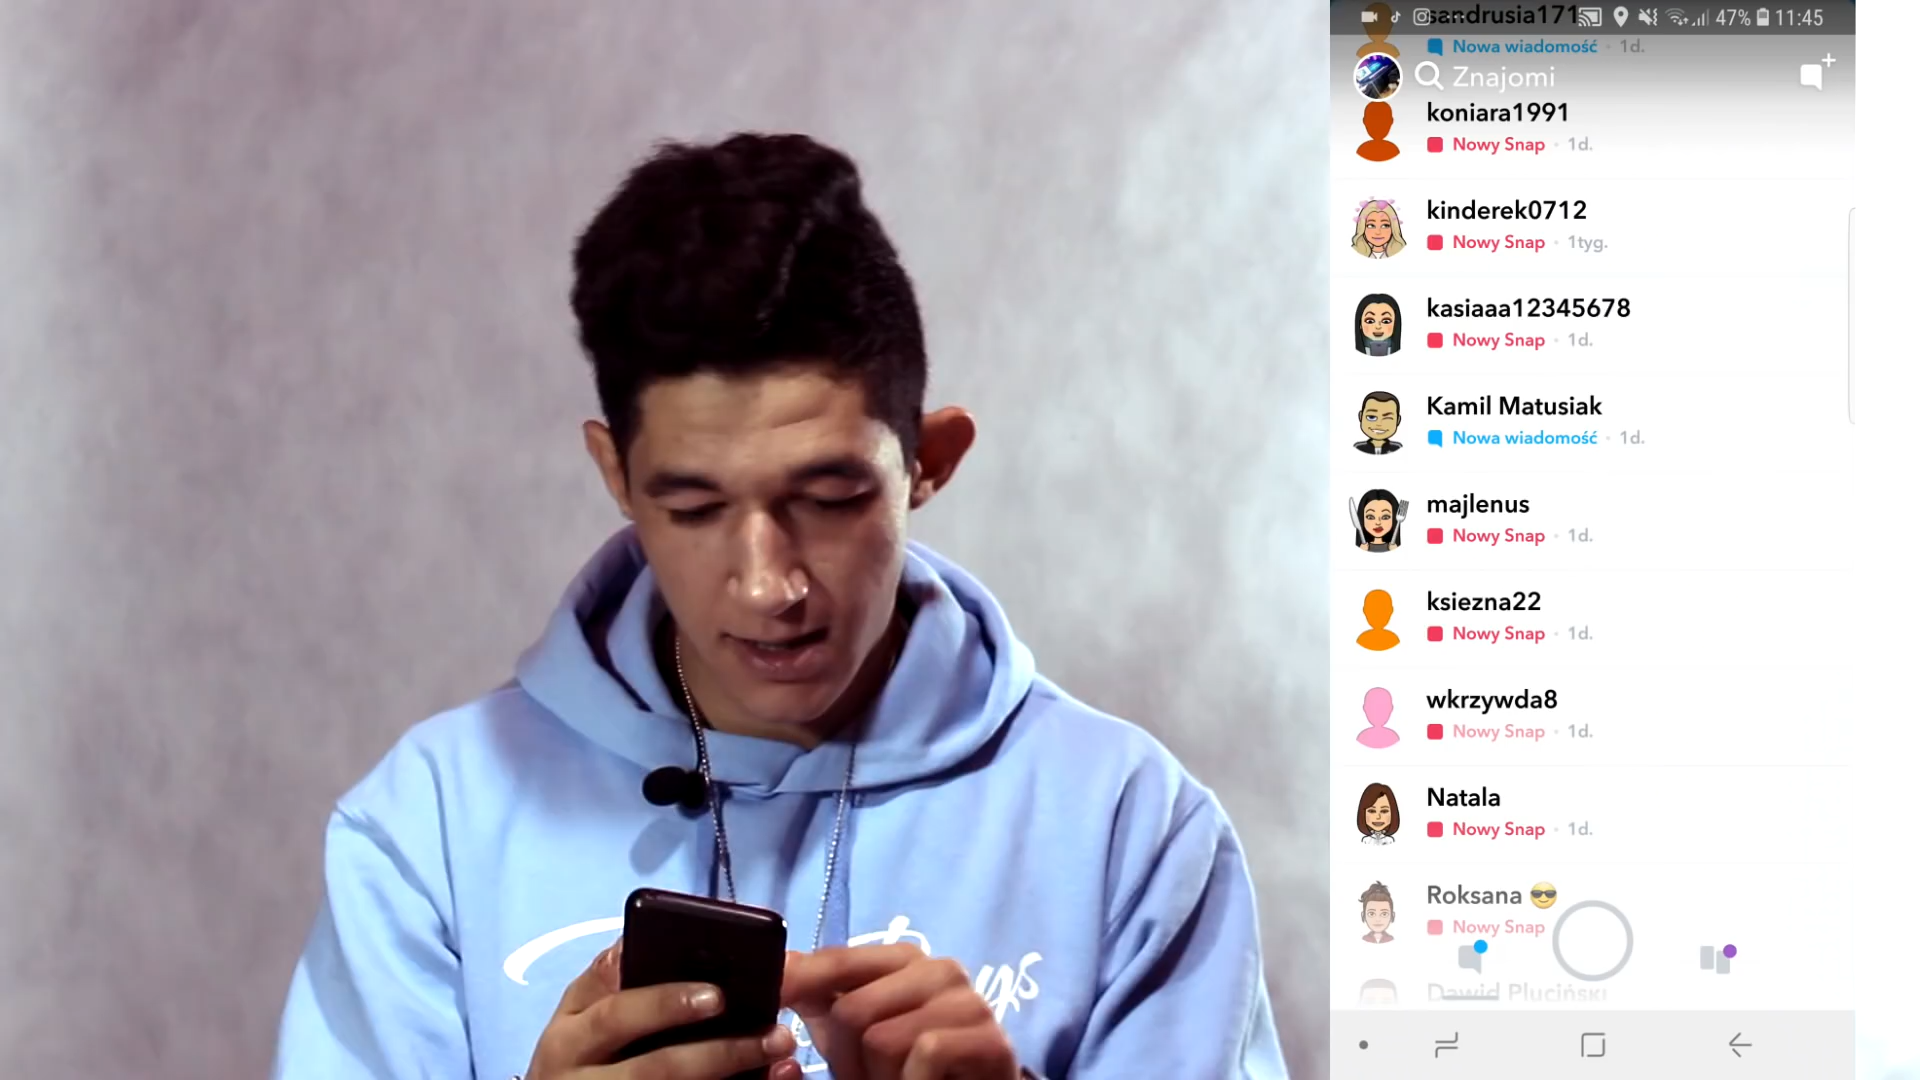 sandrusia171
47%
11:45
Nowa wiadomość · 1d.
Znajomi
koniara1991
Nowy Snap · 1d.
kinderek0712
Nowy Snap · 1tyg.
kasiaaa12345678
Nowy Snap · 1d.
Kamil Matusiak
Nowa wiadomość · 1d.
majlenus
Nowy Snap · 1d.
ksiezna22
Nowy Snap · 1d.
wkrzywda8
Nowy Snap · 1d.
Natala
Nowy Snap · 1d.
Roksana 😎
Nowy Snap
Dawid Pluciński